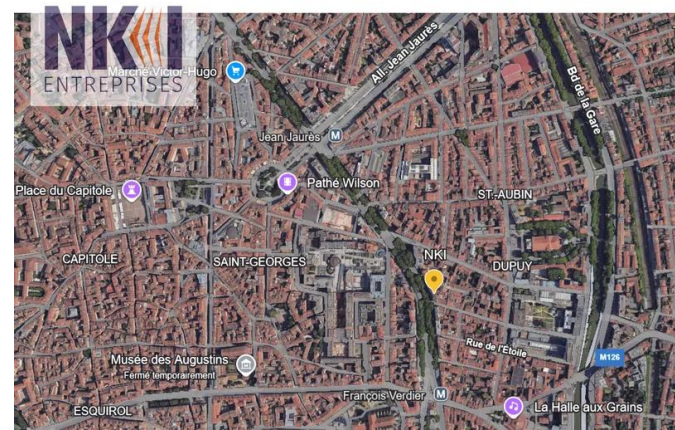 NKI
ENTREPRISES
Marché Victor-Hugo
All. Jean Jaurès
Bd de la Gare
Jean Jaurès
M
Place du Capitole
Pathé Wilson
ST.-AUBIN
CAPITOLE
SAINT-GEORGES
NKI
DUPUY
Rue de l'Étoile
M126
Musée des Augustins
Fermé temporairement
François Verdier
M
ESQUIROL
La Halle aux Grains